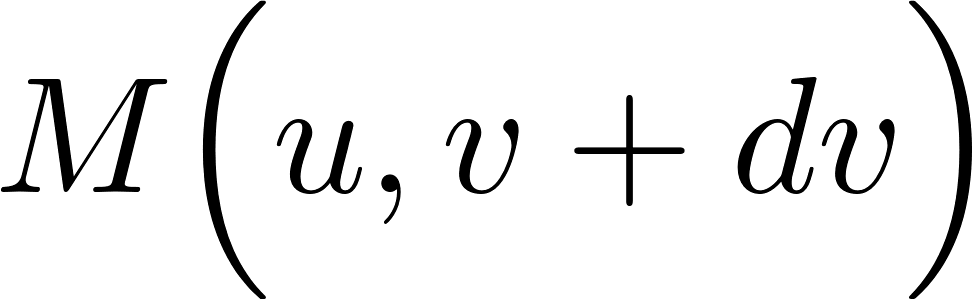 M(u, v + dv)